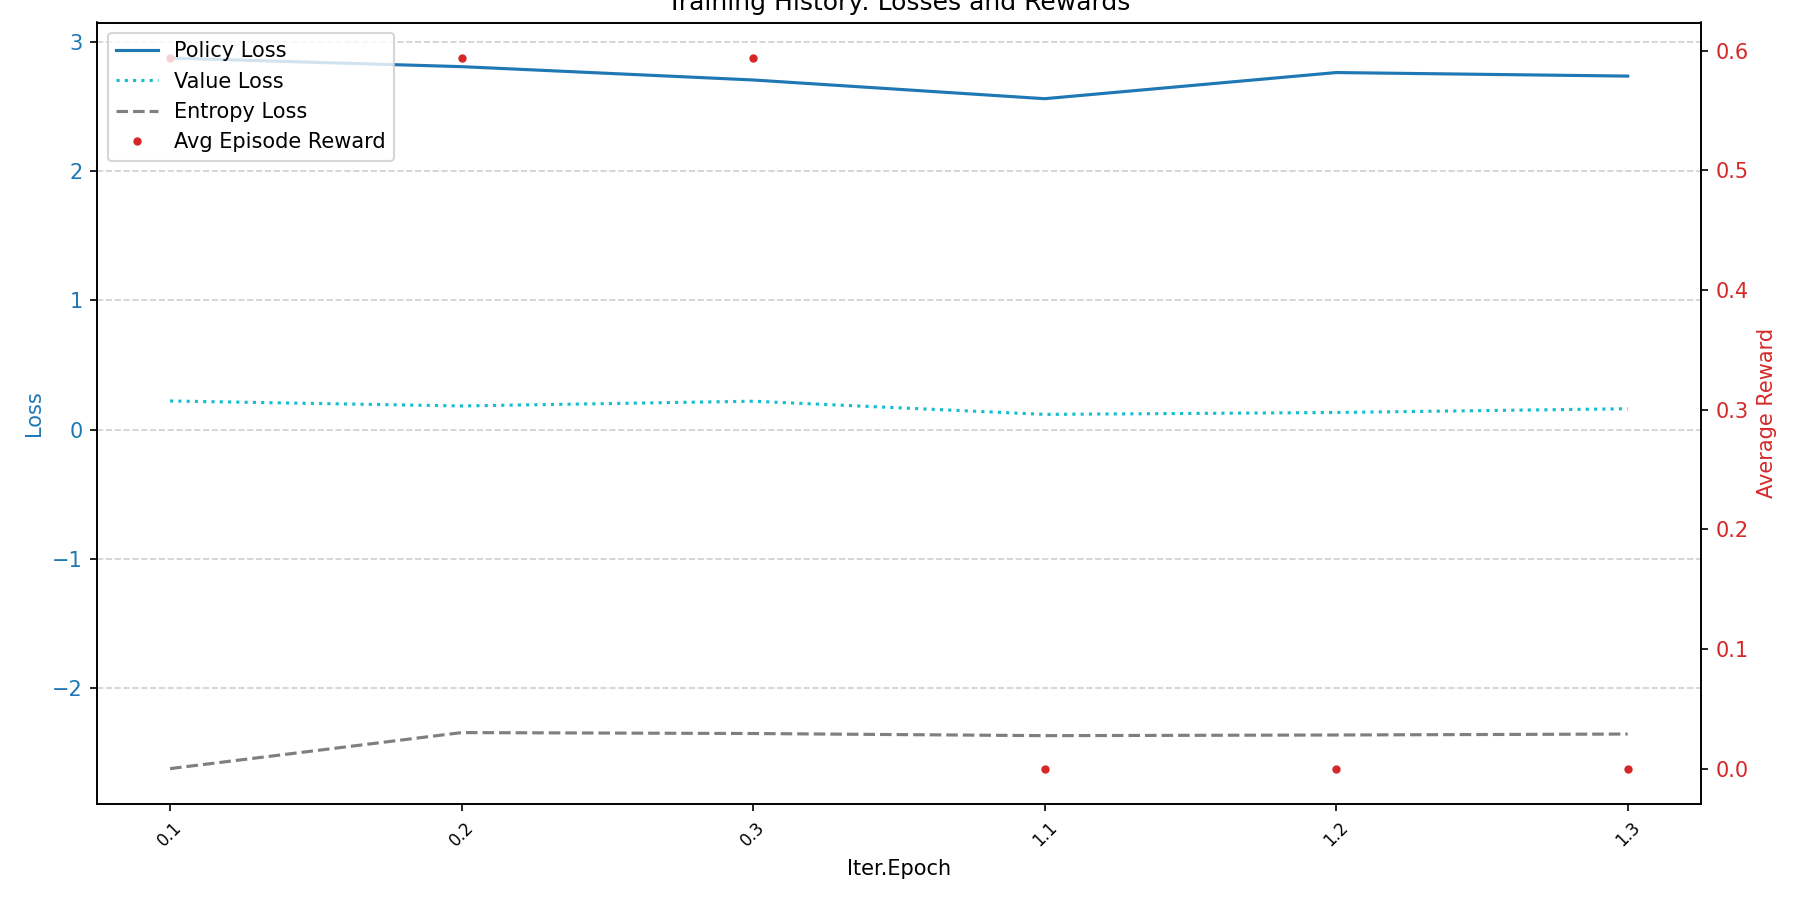 Training History: Losses and Rewards
3
2
1
0
−1
−2
Loss
Policy Loss
Value Loss
Entropy Loss
Avg Episode Reward
0.6
0.5
0.4
0.3
0.2
0.1
0.0
Average Reward
0.1
0.2
0.3
1.1
1.2
1.3
Iter.Epoch